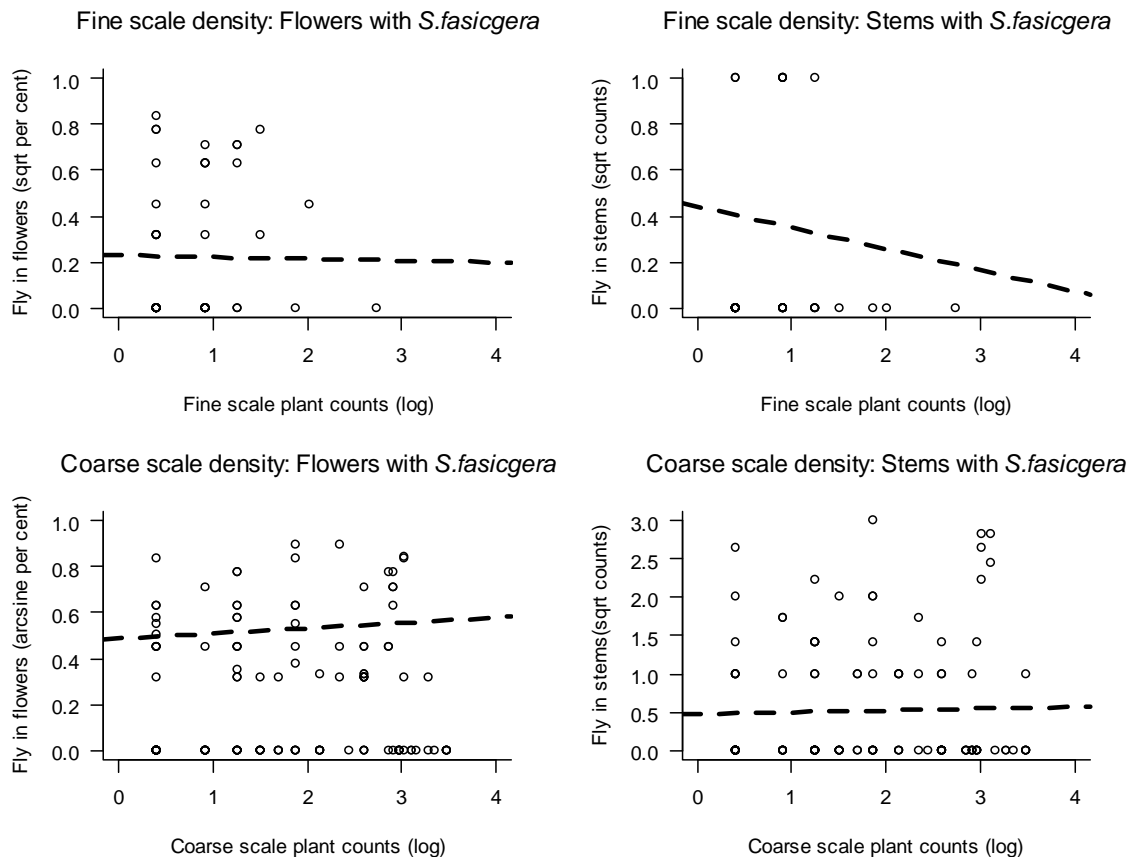 Fine scale density: Flowers with S.fasicgera
Fly in flowers (sqrt per cent)
1.0
0.8
0.6
0.4
0.2
0.0
0 1 2 3 4
Fine scale plant counts (log)
Fine scale density: Stems with S.fasicgera
Fly in stems (sqrt counts)
1.0
0.8
0.6
0.4
0.2
0.0
0 1 2 3 4
Fine scale plant counts (log)
Coarse scale density: Flowers with S.fasicgera
Fly in flowers (arcsine per cent)
1.0
0.8
0.6
0.4
0.2
0.0
0 1 2 3 4
Coarse scale plant counts (log)
Coarse scale density: Stems with S.fasicgera
Fly in stems(sqrt counts)
3.0
2.5
2.0
1.5
1.0
0.5
0.0
0 1 2 3 4
Coarse scale plant counts (log)